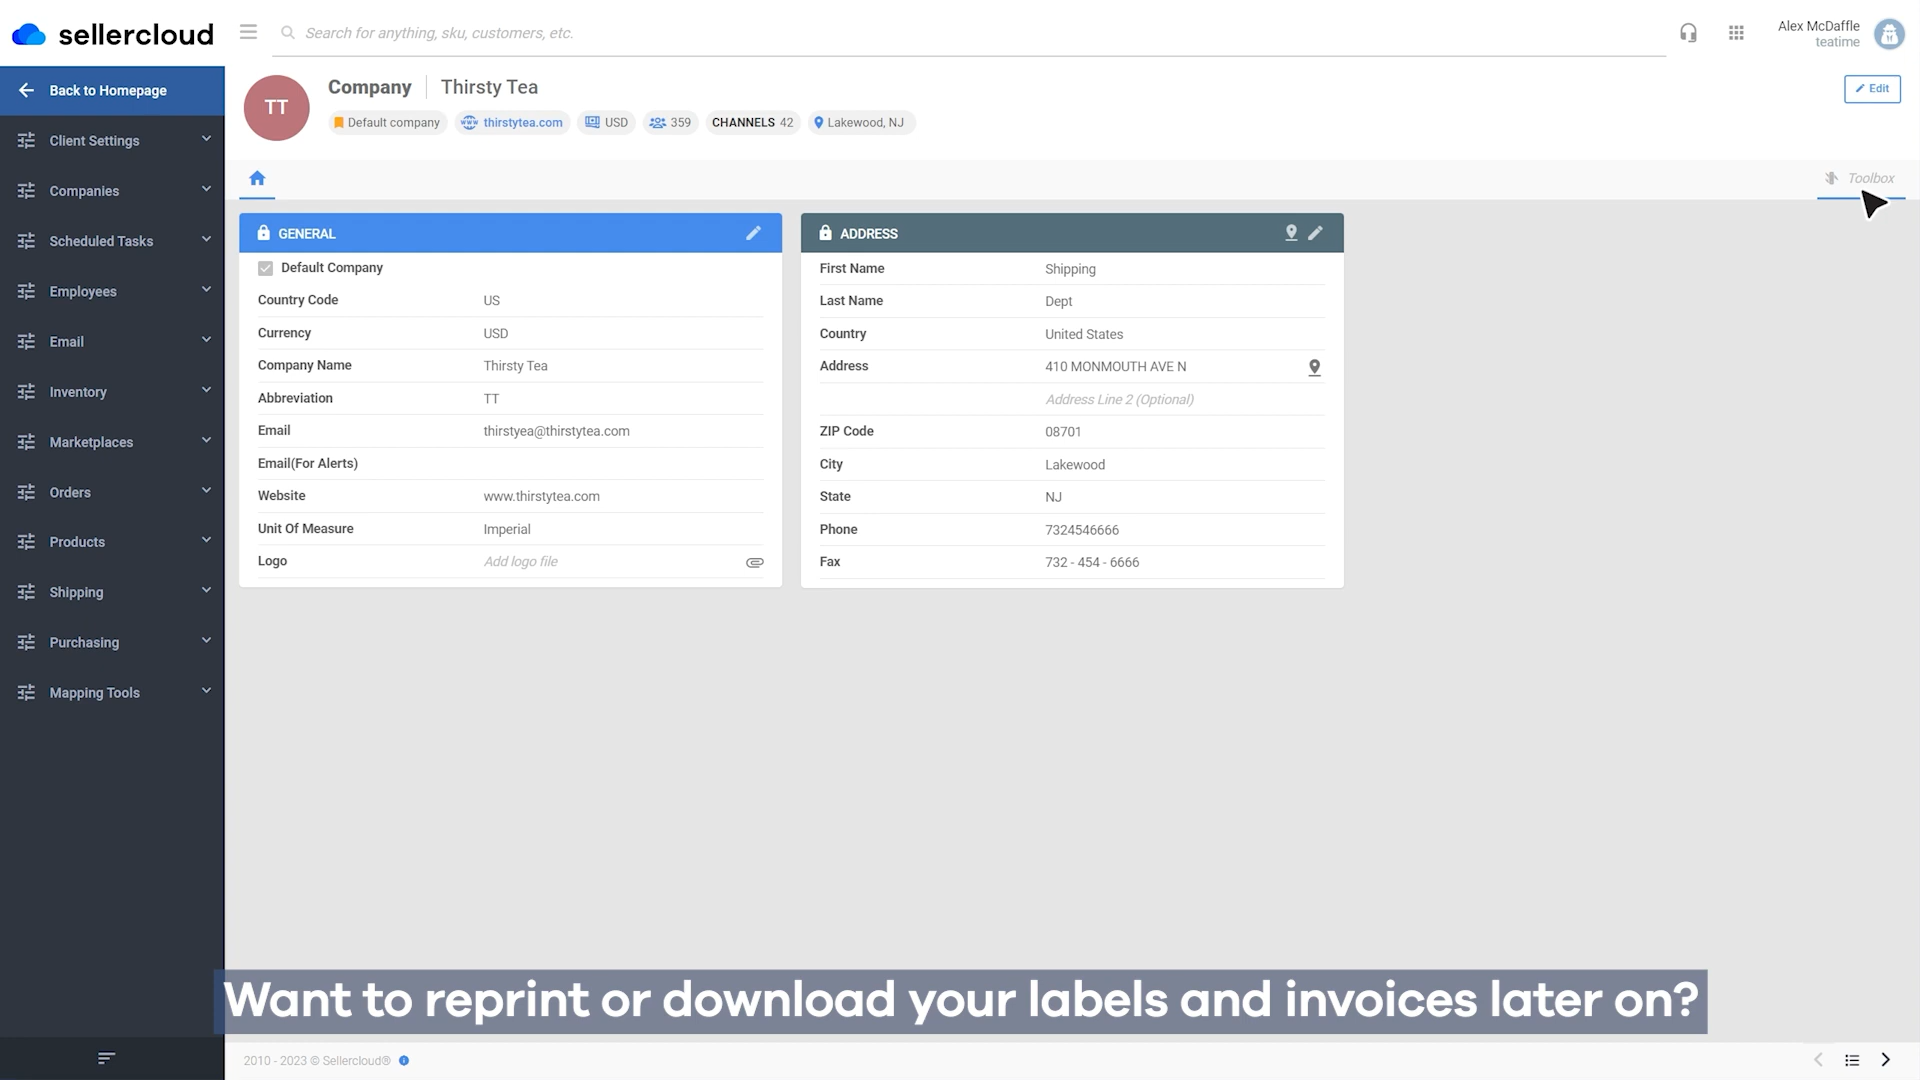 sellercloud
Search for anything, sku, customers, etc.
Alex McDaffle
teatime
Back to Homepage
Client Settings
Companies
Scheduled Tasks
Employees
Email
Inventory
Marketplaces
Orders
Products
Shipping
Purchasing
Mapping Tools
TT
Company
Thirsty Tea
Edit
Default company
www thirstytea.com
USD
359
CHANNELS 42
Lakewood, NJ
Toolbox
GENERAL
Default Company
Country Code US
Currency USD
Company Name Thirsty Tea
Abbreviation TT
Email thirstyea@thirstytea.com
Email(For Alerts)
Website www.thirstytea.com
Unit Of Measure Imperial
Logo Add logo file
ADDRESS
First Name Shipping
Last Name Dept
Country United States
Address 410 MONMOUTH AVE N
Address Line 2 (Optional)
ZIP Code 08701
City Lakewood
State NJ
Phone 7324546666
Fax 732 - 454 - 6666
Want to reprint or download your labels and invoices later on?
2010 - 2023 © Sellercloud®